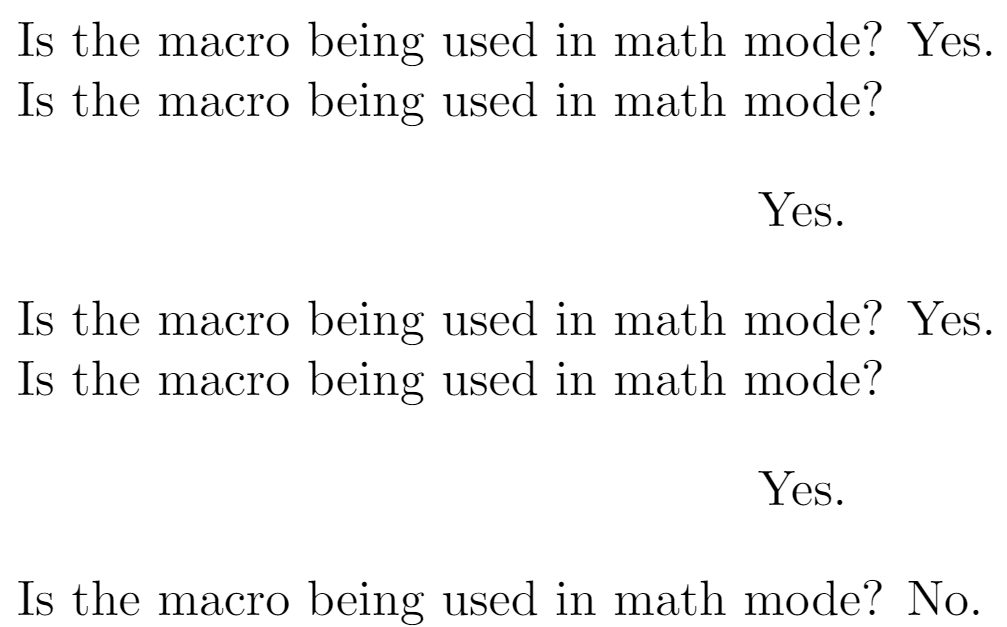 Is the macro being used in math mode? Yes.
Is the macro being used in math mode?
Yes.
Is the macro being used in math mode? Yes.
Is the macro being used in math mode?
Yes.
Is the macro being used in math mode? No.